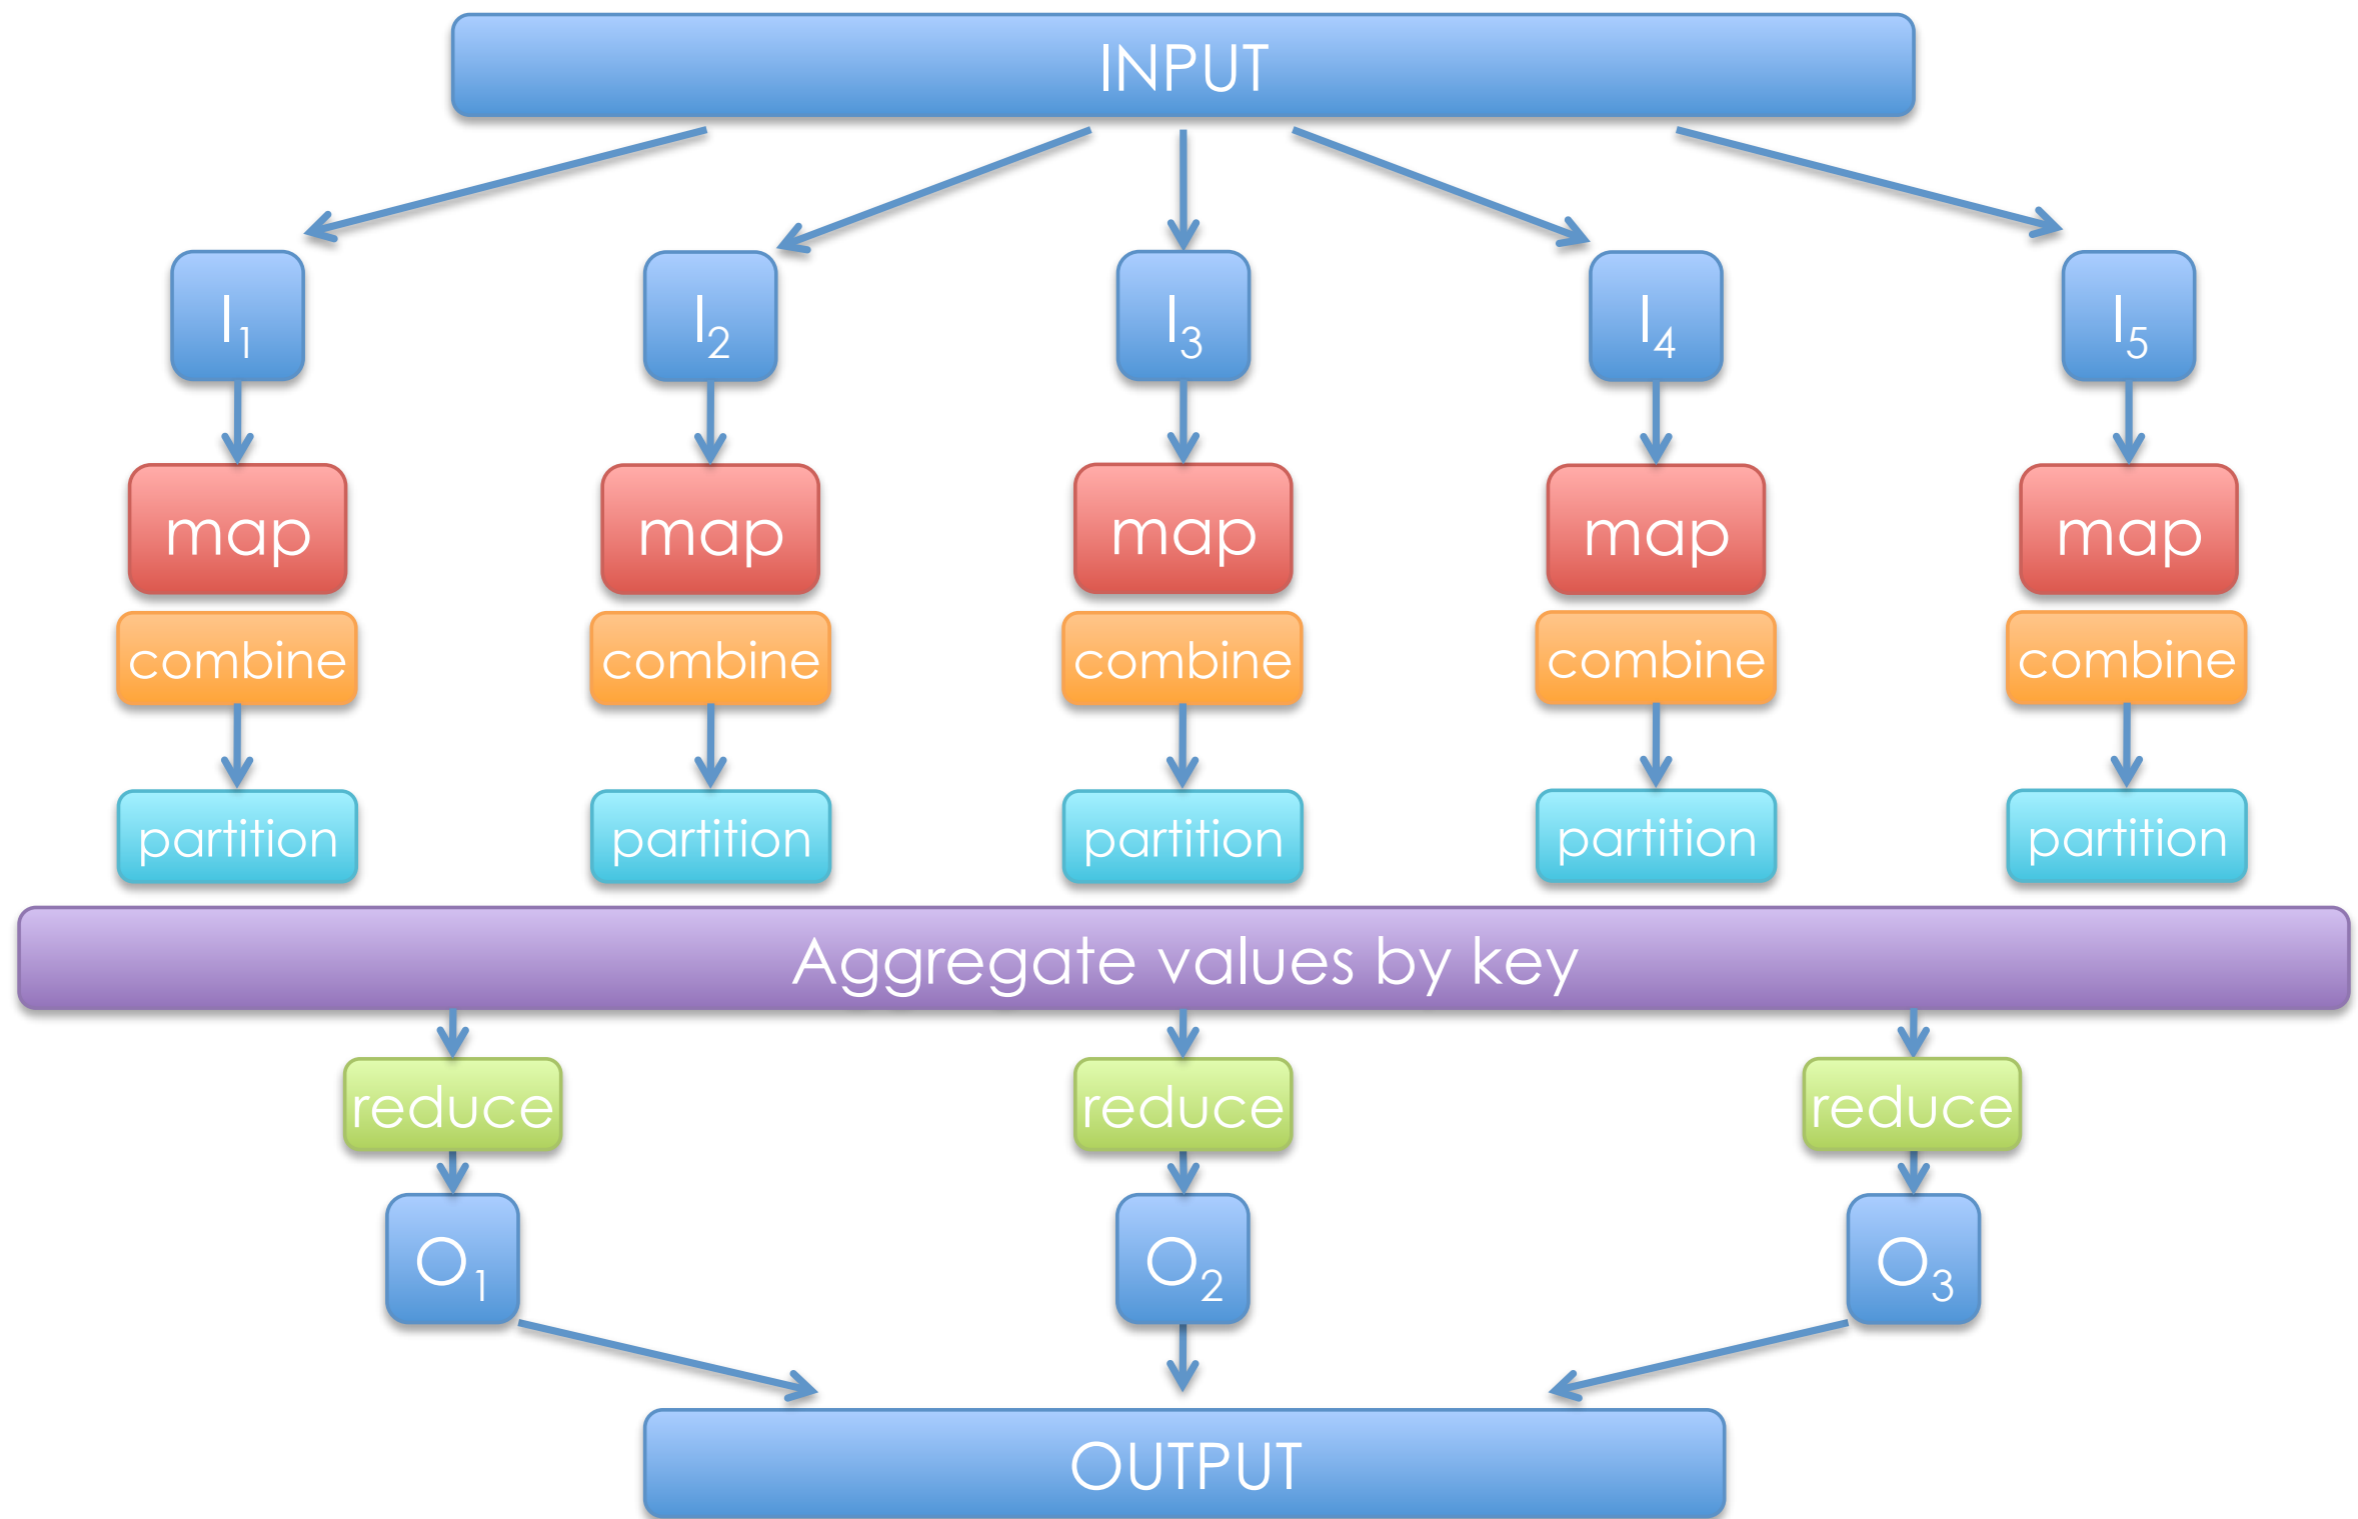 INPUT
I1 I2 I3 I4 I5
map map map map map
combine combine combine combine combine
partition partition partition partition partition
Aggregate values by key
reduce reduce reduce
O1 O2 O3
OUTPUT